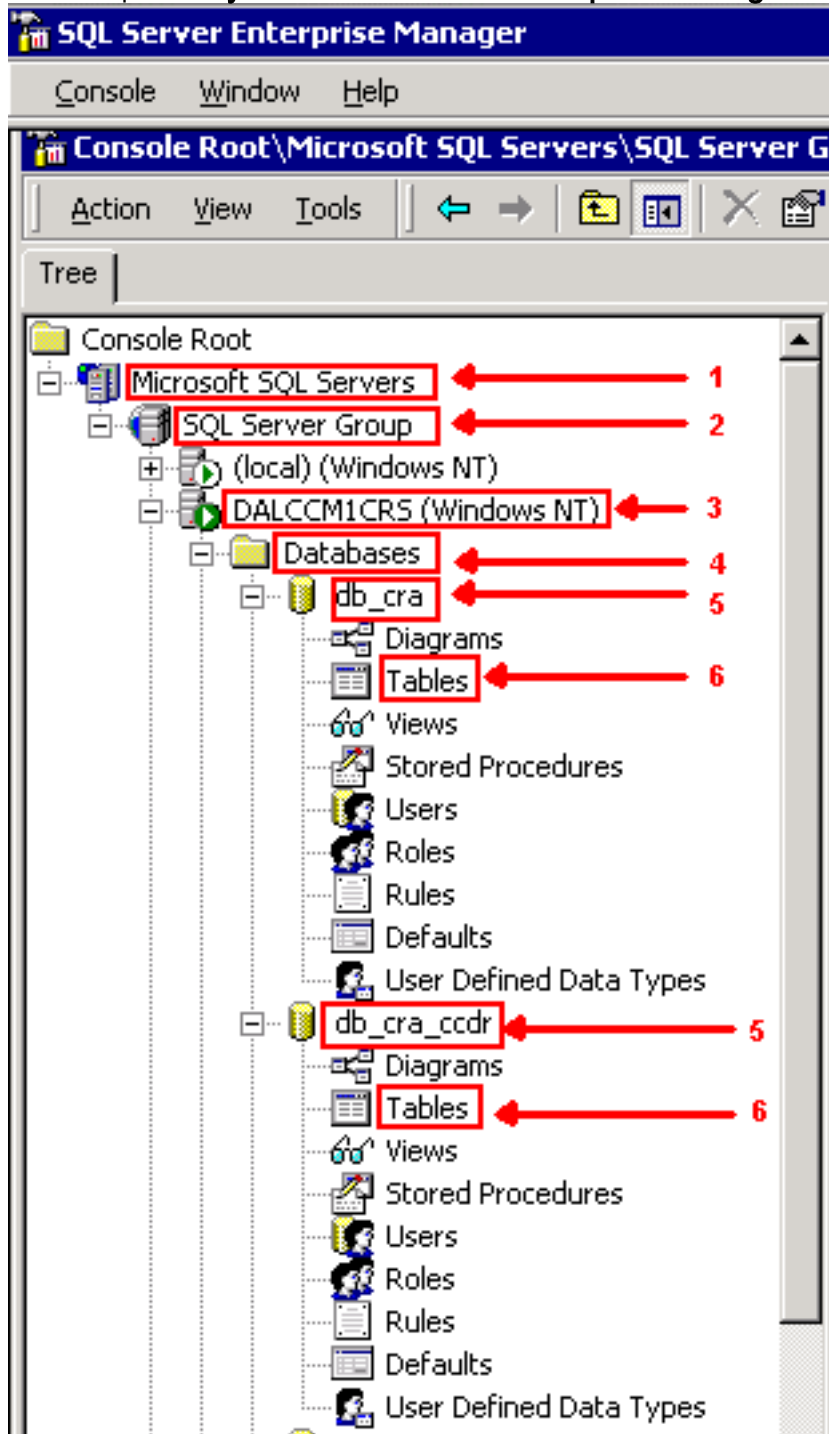 SQL Server Enterprise Manager
Console Window Help
Console Root\Microsoft SQL Servers\SQL Server G
Action View Tools
Tree
Console Root
Microsoft SQL Servers 1
SQL Server Group 2
(local) (Windows NT)
DALCCM1CRS (Windows NT) 3
Databases 4
db_cra 5
Diagrams
Tables 6
Views
Stored Procedures
Users
Roles
Rules
Defaults
User Defined Data Types
db_cra_ccdr 5
Diagrams
Tables 6
Views
Stored Procedures
Users
Roles
Rules
Defaults
User Defined Data Types